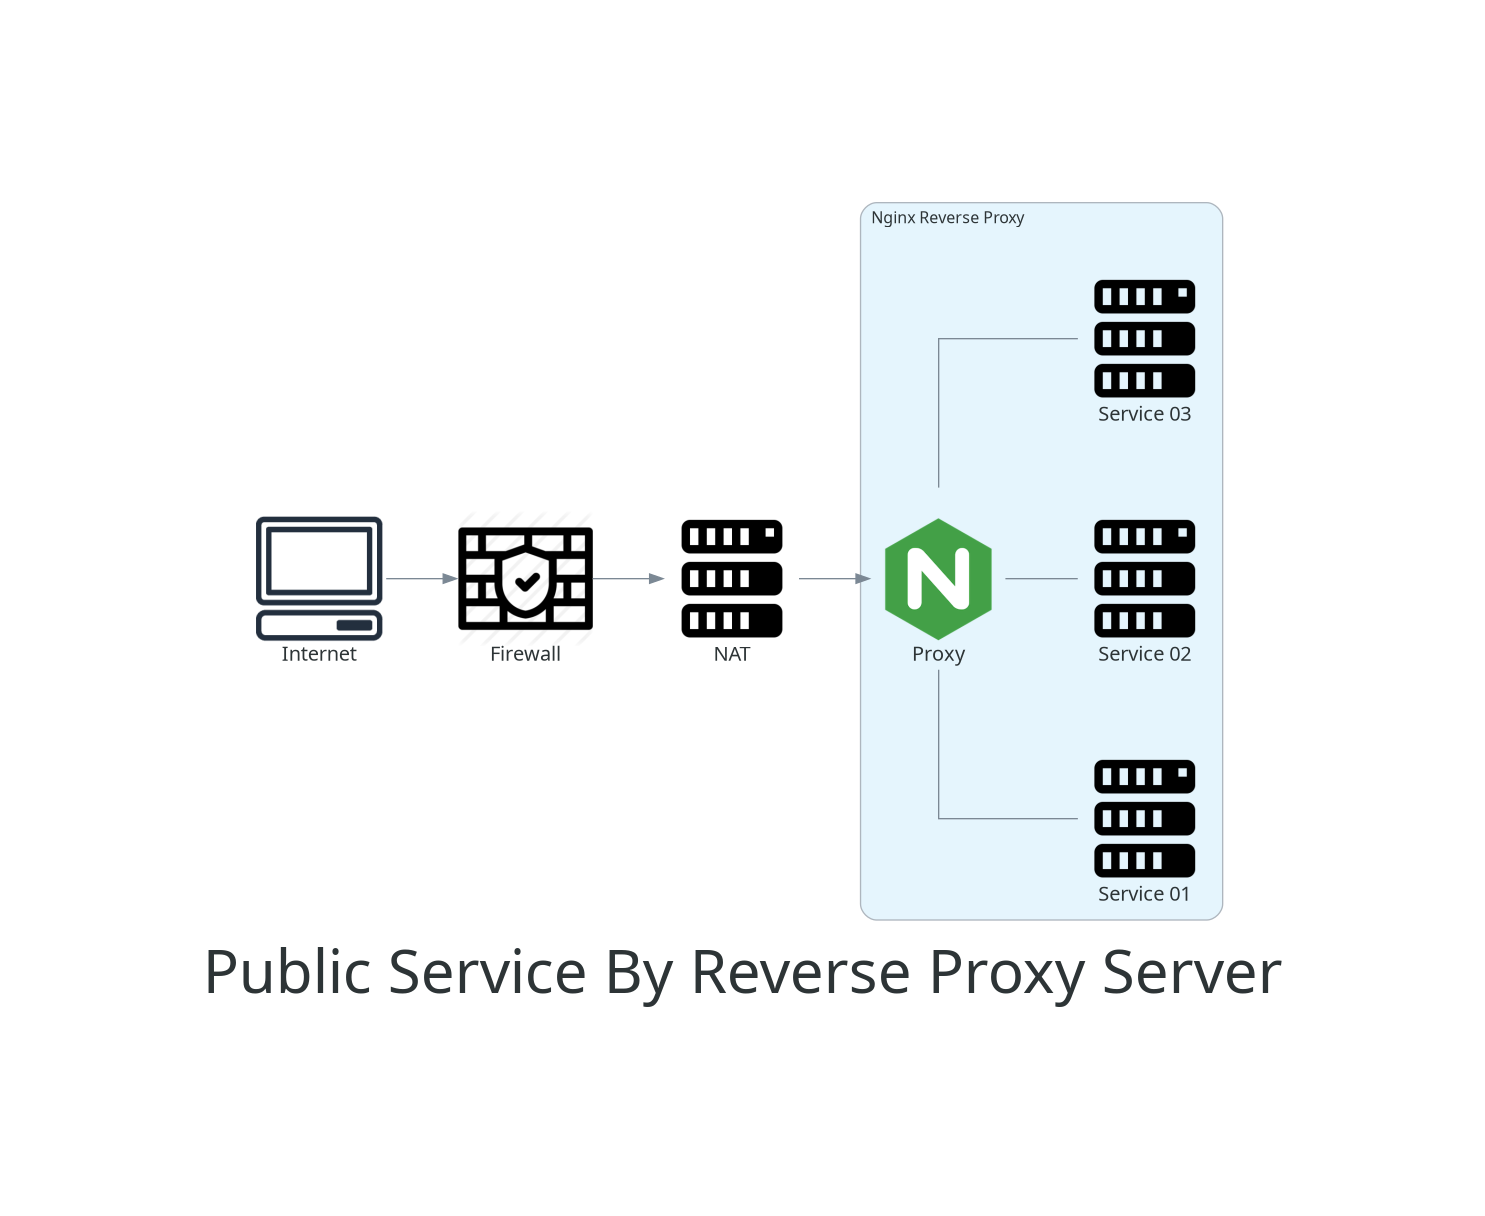 Nginx Reverse Proxy
Service 03
Internet
Firewall
NAT
Proxy
Service 02
Service 01
Public Service By Reverse Proxy Server